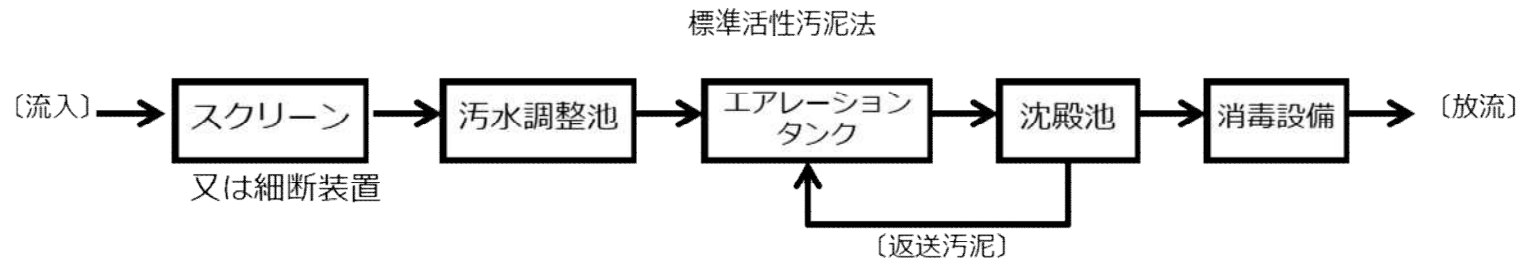 標準活性汚泥法
〔流入〕
スクリーン
又は細断装置
汚水調整池
エアレーション
タンク
沈殿池
消毒設備
〔放流〕
〔返送汚泥〕